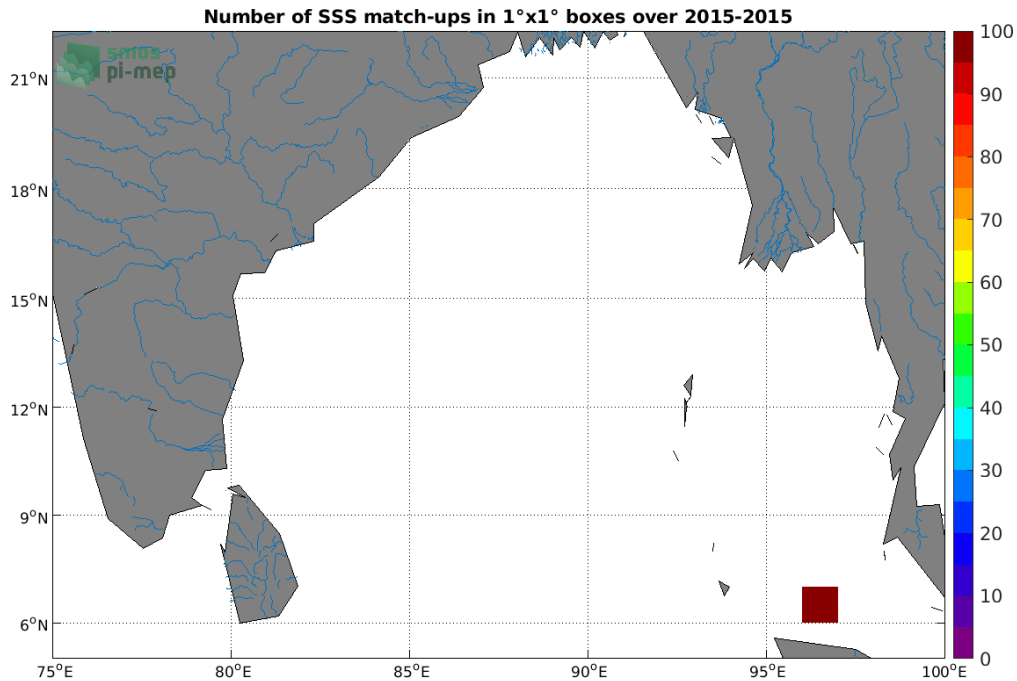 Number of SSS match-ups in 1°x1° boxes over 2015-2015
smos
pi-mep
21°N
18°N
15°N
12°N
9°N
6°N
75°E
80°E
85°E
90°E
95°E
100°E
100
90
80
70
60
50
40
30
20
10
0